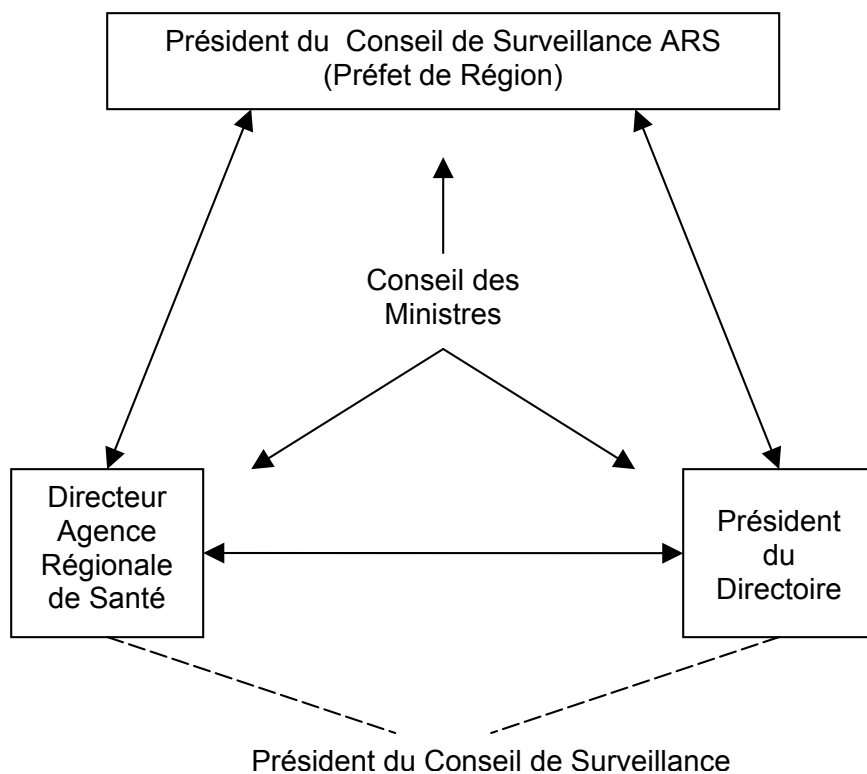 Président du Conseil de Surveillance ARS
(Préfet de Région)
Conseil des
Ministres
Directeur
Agence
Régionale
de Santé
Président
du
Directoire
Président du Conseil de Surveillance